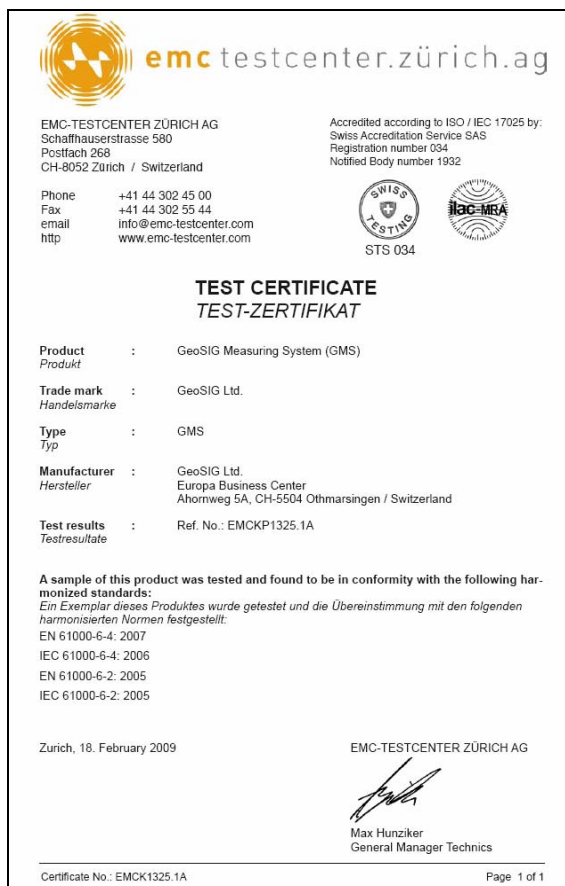 emc testcenter.zürich.ag
EMC-TESTCENTER ZÜRICH AG
Schaffhauserstrasse 580
Postfach 268
CH-8052 Zürich / Switzerland
Phone +41 44 302 45 00
Fax +41 44 302 55 44
email info@emc-testcenter.com
http www.emc-testcenter.com
Accredited according to ISO / IEC 17025 by:
Swiss Accreditation Service SAS
Registration number 034
Notified Body number 1932
SWISS TESTING
ilac-MRA
STS 034
TEST CERTIFICATE
TEST-ZERTIFIKAT
Product : GeoSIG Measuring System (GMS)
Produkt
Trade mark : GeoSIG Ltd.
Handelsmarke
Type : GMS
Typ
Manufacturer : GeoSIG Ltd.
Hersteller Europa Business Center
Ahornweg 5A, CH-5504 Othmarsingen / Switzerland
Test results : Ref. No.: EMCKP1325.1A
Testresultate
A sample of this product was tested and found to be in conformity with the following har-
monized standards:
Ein Exemplar dieses Produktes wurde getestet und die Übereinstimmung mit den folgenden
harmonisierten Normen festgestellt:
EN 61000-6-4: 2007
IEC 61000-6-4: 2006
EN 61000-6-2: 2005
IEC 61000-6-2: 2005
Zurich, 18. February 2009
EMC-TESTCENTER ZÜRICH AG
Max Hunziker
General Manager Technics
Certificate No.: EMCK1325.1A
Page 1 of 1